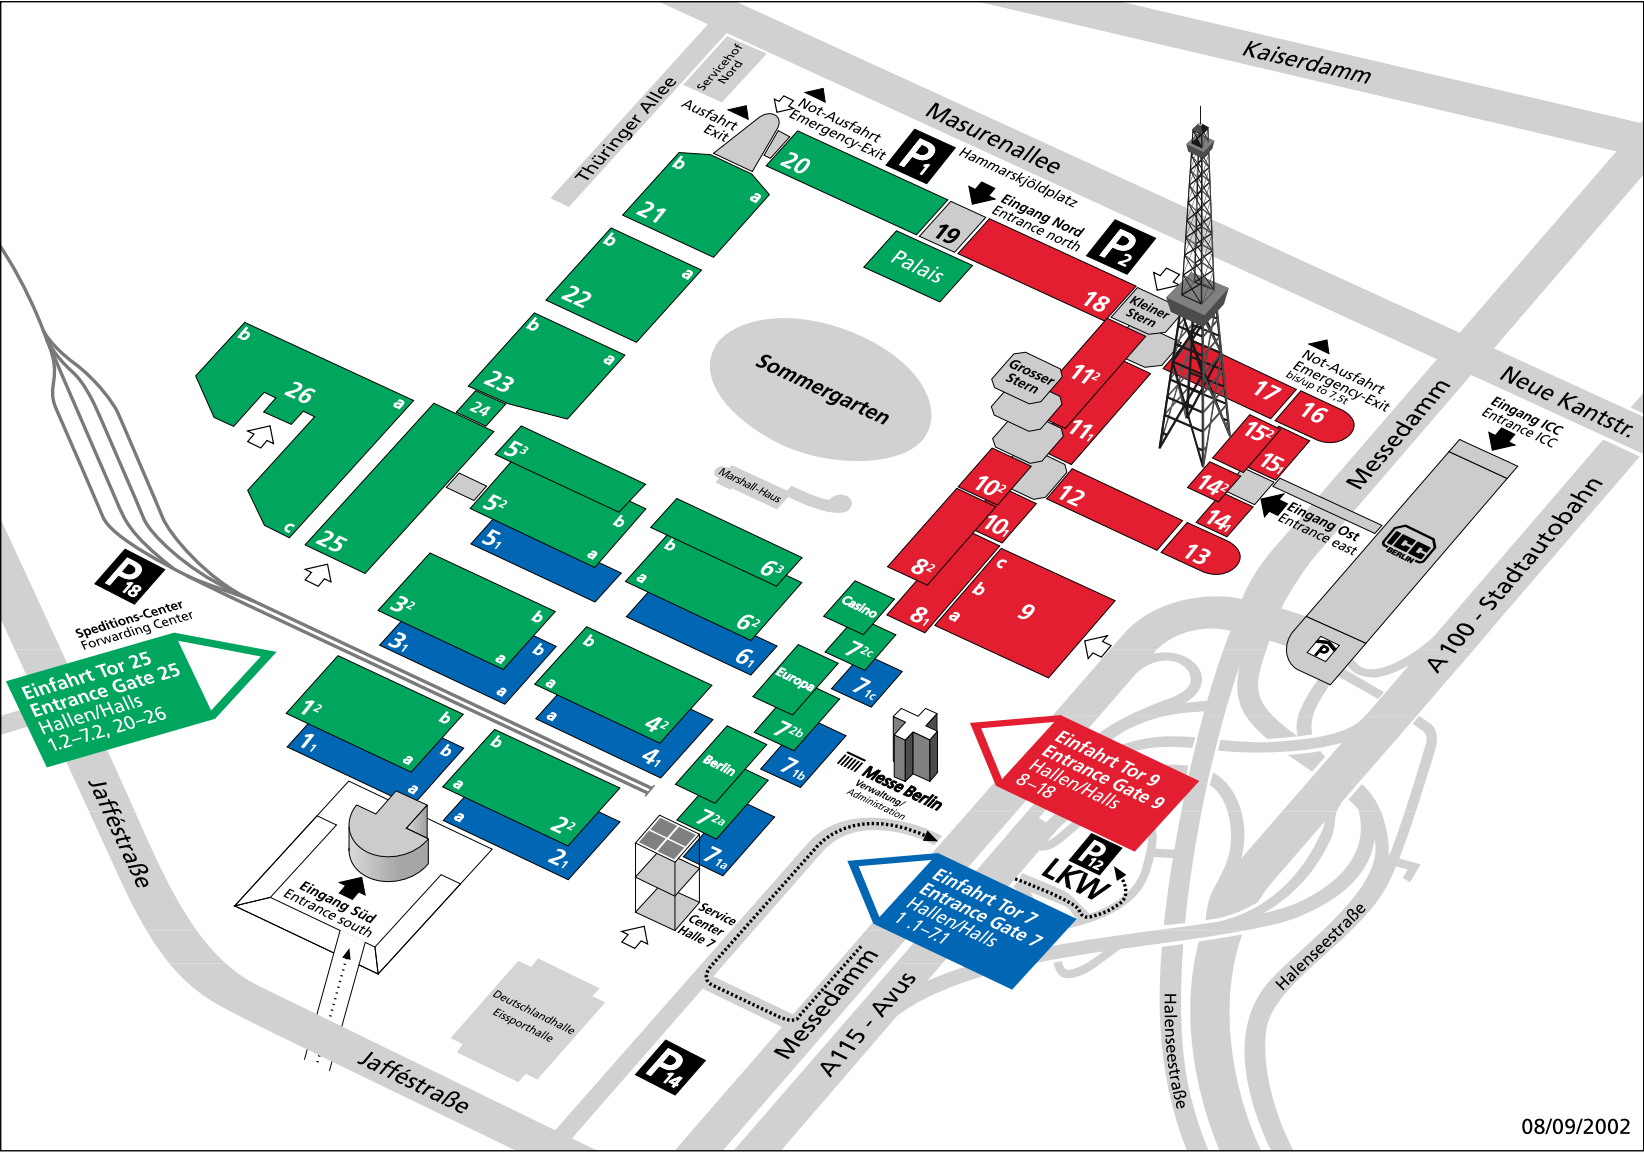 Kaiserdamm
Masurenallee
Thüringer Allee
Servicehof
Nord
Ausfahrt
Exit
Not-Ausfahrt
Emergency-Exit
P1
Hammarskjöldplatz
Eingang Nord
Entrance north
P2
20
19
Palais
18
Kleiner
Stern
b
a
21
b
a
22
b
a
23
24
b
26
a
c
25
Sommergarten
Marshall-Haus
Grosser
Stern
11²
11₁
17
16
Not-Ausfahrt
Emergency-Exit
bis/up to 7,5t
15²
15₁
14²
14₁
12
13
10²
10₁
8²
8₁
c
b
a
9
Neue Kantstr.
Messedamm
Eingang ICC
Entrance ICC
Eingang Ost
Entrance east
ICC
BERLIN
P
A 100 - Stadtautobahn
5³
5²
b
a
5₁
6³
b
a
6²
6₁
3²
b
a
3₁
b
a
b
a
4²
a
4₁
1²
b
a
1₁
b
a
b
a
2²
a
2₁
Casino
7²c
7₁c
Europa
7²b
7₁b
Berlin
7²a
7₁a
P18
Speditions-Center
Forwarding Center
Einfahrt Tor 25
Entrance Gate 25
Hallen/Halls
1.2–7.2, 20–26
Messe Berlin
Verwaltung/
Administration
Einfahrt Tor 9
Entrance Gate 9
Hallen/Halls
8–18
P12
LKW
Einfahrt Tor 7
Entrance Gate 7
Hallen/Halls
1.1–7.1
Eingang Süd
Entrance south
Service
Center
Halle 7
Deutschlandhalle
Eissporthalle
P14
Jafféstraße
Jafféstraße
Messedamm
A115 - Avus
Halenseestraße
Halenseestraße
08/09/2002